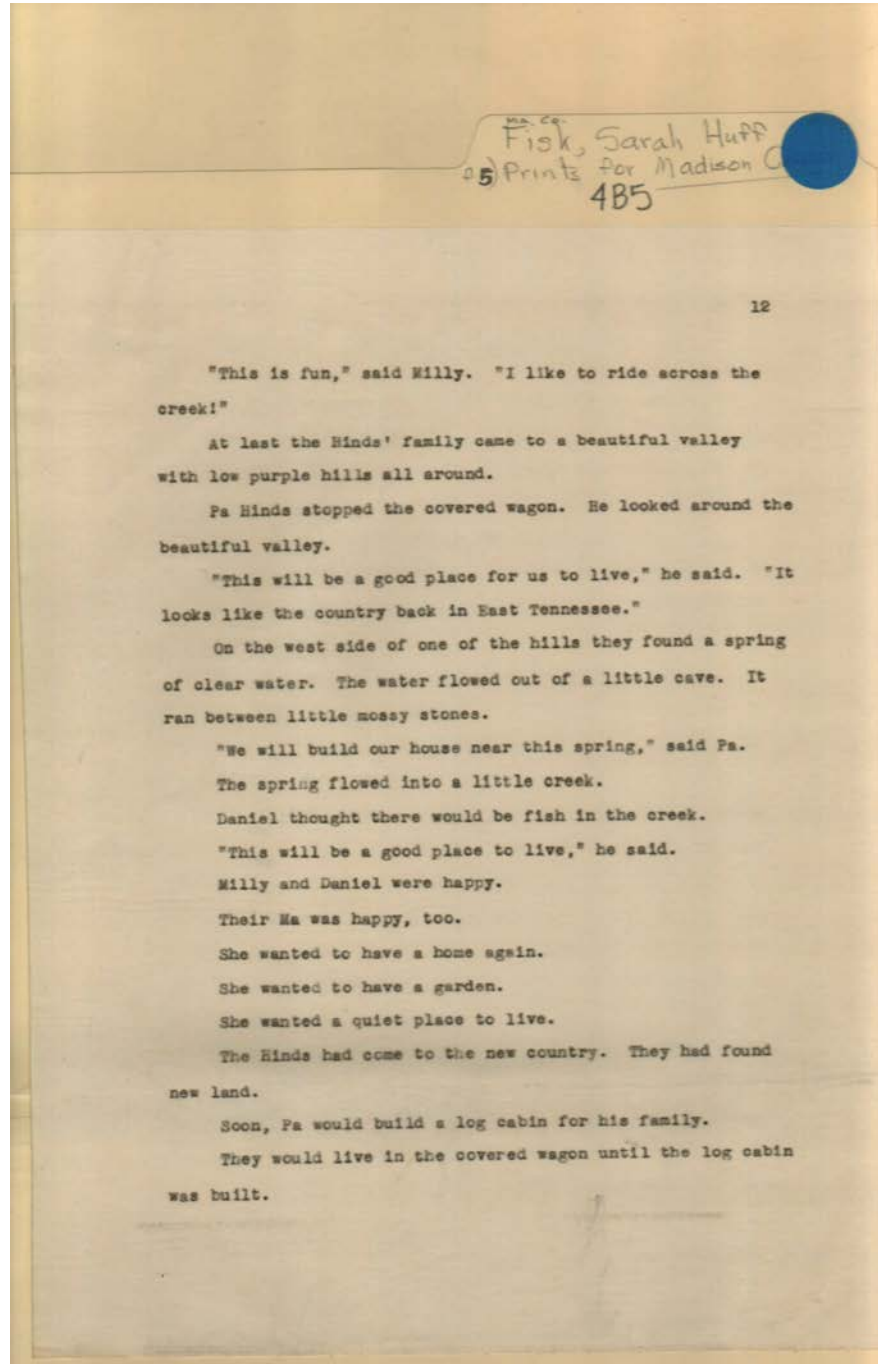 Ma. Co.
Fisk, Sarah Huff
5) Prints for Madison
4B5
12
"This is fun," said Milly. "I like to ride across the
creek!"
At last the Hinds' family came to a beautiful valley
with low purple hills all around.
Pa Hinds stopped the covered wagon. He looked around the
beautiful valley.
"This will be a good place for us to live," he said. "It
looks like the country back in East Tennessee."
On the west side of one of the hills they found a spring
of clear water. The water flowed out of a little cave. It
ran between little mossy stones.
"We will build our house near this spring," said Pa.
The spring flowed into a little creek.
Daniel thought there would be fish in the creek.
"This will be a good place to live," he said.
Milly and Daniel were happy.
Their Ma was happy, too.
She wanted to have a home again.
She wanted to have a garden.
She wanted a quiet place to live.
The Hinds had come to the new country. They had found
new land.
Soon, Pa would build a log cabin for his family.
They would live in the covered wagon until the log cabin
was built.